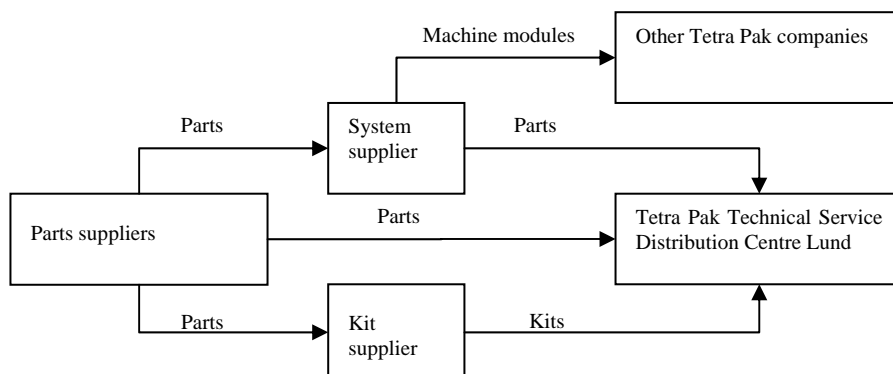 Machine modules
Other Tetra Pak companies
Parts
System
supplier
Parts
Parts suppliers
Parts
Tetra Pak Technical Service
Distribution Centre Lund
Parts
Kit
supplier
Kits